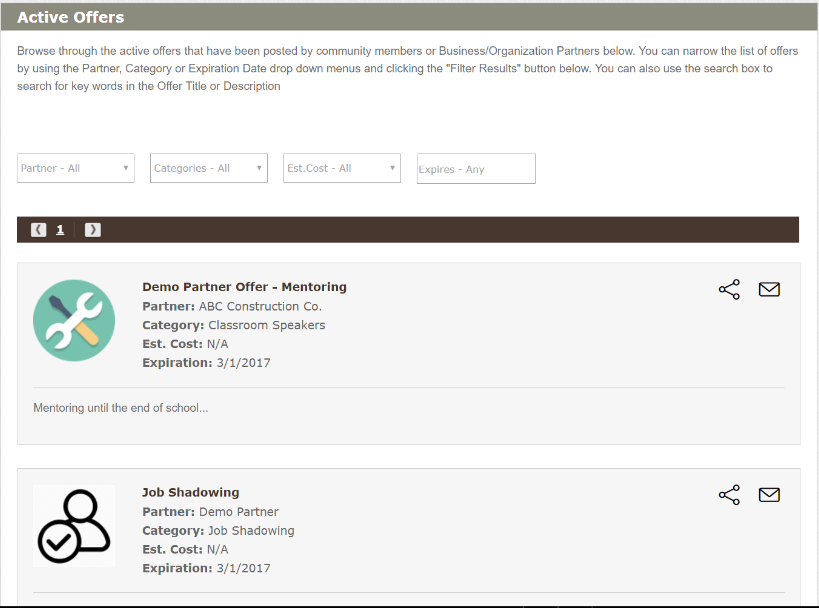 Active Offers
Browse through the active offers that have been posted by community members or Business/Organization Partners below. You can narrow the list of offers
by using the Partner, Category or Expiration Date drop down menus and clicking the "Filter Results" button below. You can also use the search box to
search for key words in the Offer Title or Description
Partner - All Categories - All Est.Cost - All Expires - Any
1
Demo Partner Offer - Mentoring
Partner: ABC Construction Co.
Category: Classroom Speakers
Est. Cost: N/A
Expiration: 3/1/2017
Mentoring until the end of school...
Job Shadowing
Partner: Demo Partner
Category: Job Shadowing
Est. Cost: N/A
Expiration: 3/1/2017